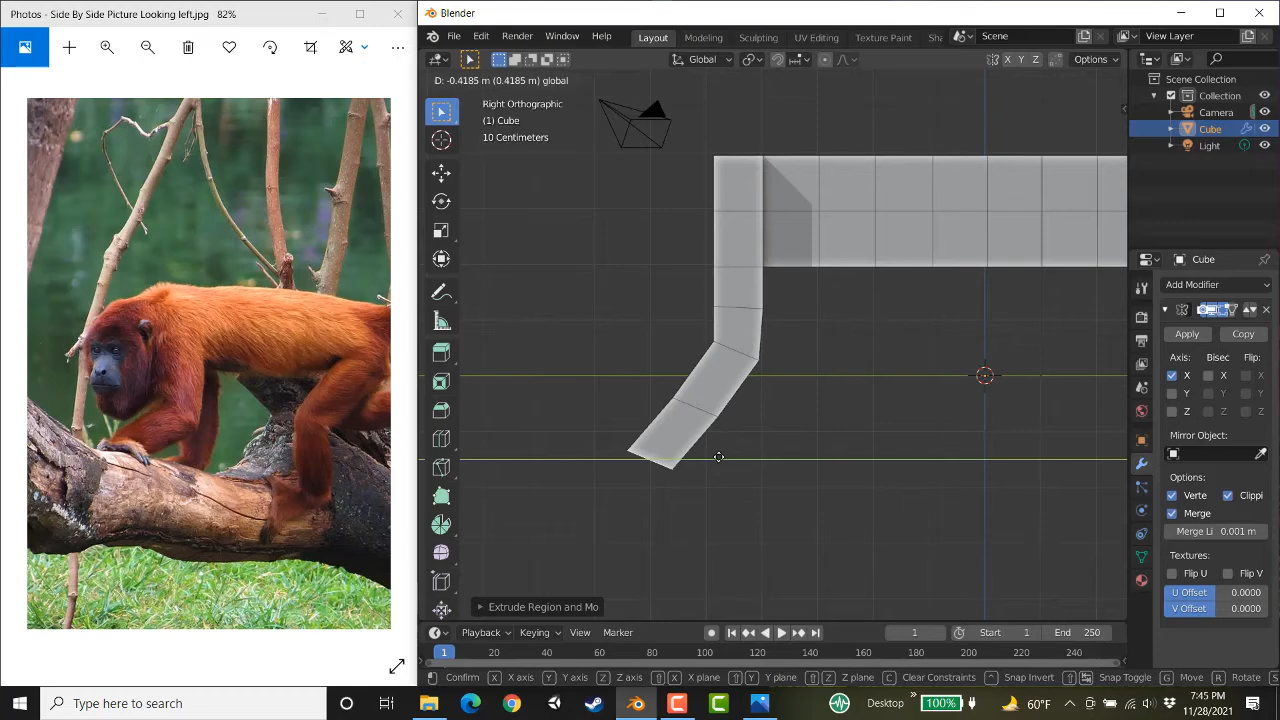 Photos - Side By Side Picture Looking left.jpg 82%
Blender
File Edit Render Window Help
Layout Modeling Sculpting UV Editing Texture Paint
Scene
View Layer
Global
X Y Z
Options
D: -0.4185 m (0.4185 m) global
Right Orthographic
(1) Cube
10 Centimeters
Scene Collection
Collection
Camera
Cube
Light
Cube
Add Modifier
Apply Copy
Axis: Bisec Flip:
X X X
Y Y Y
Z Z Z
Mirror Object:
Options:
Verte Clippi
Merge
Merge Li 0.001 m
Textures:
Flip U Flip V
U Offset 0.0000
V Offset 0.0000
Extrude Region and Mo
Playback Keying View Marker
1
Start 1 End 250
1 20 40 60 80 100 120 140 160 180 200 220 240
Confirm X X axis Y Y axis Z Z axis X X plane Y Y plane Z Z plane C Clear Constraints Snap Invert Snap Toggle G Move R Rotate S
Type here to search
Desktop
100%
60°F
7:45 PM
11/28/2021